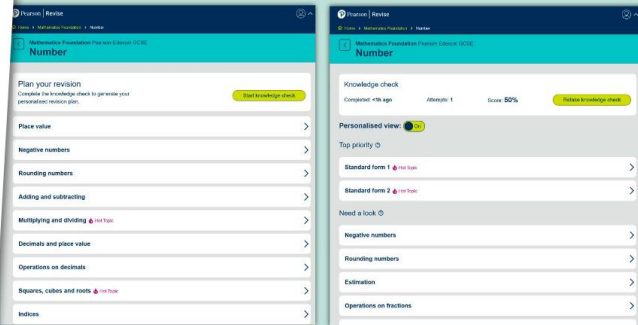 Pearson | Revise
Home > Mathematics Foundation > Number
Mathematics Foundation Pearson Edexcel GCSE
Number
Plan your revision
Complete the knowledge check to generate your
personalised revision plan.
Start knowledge check
Place value
Negative numbers
Rounding numbers
Adding and subtracting
Multiplying and dividing Hot Topic
Decimals and place value
Operations on decimals
Squares, cubes and roots Hot Topic
Indices
Pearson | Revise
Home > Mathematics Foundation > Number
Mathematics Foundation Pearson Edexcel GCSE
Number
Knowledge check
Completed: <1h ago Attempts: 1 Score: 50% Retake knowledge check
Personalised view: On
Top priority
Standard form 1 Hot Topic
Standard form 2 Hot Topic
Need a look
Negative numbers
Rounding numbers
Estimation
Operations on fractions